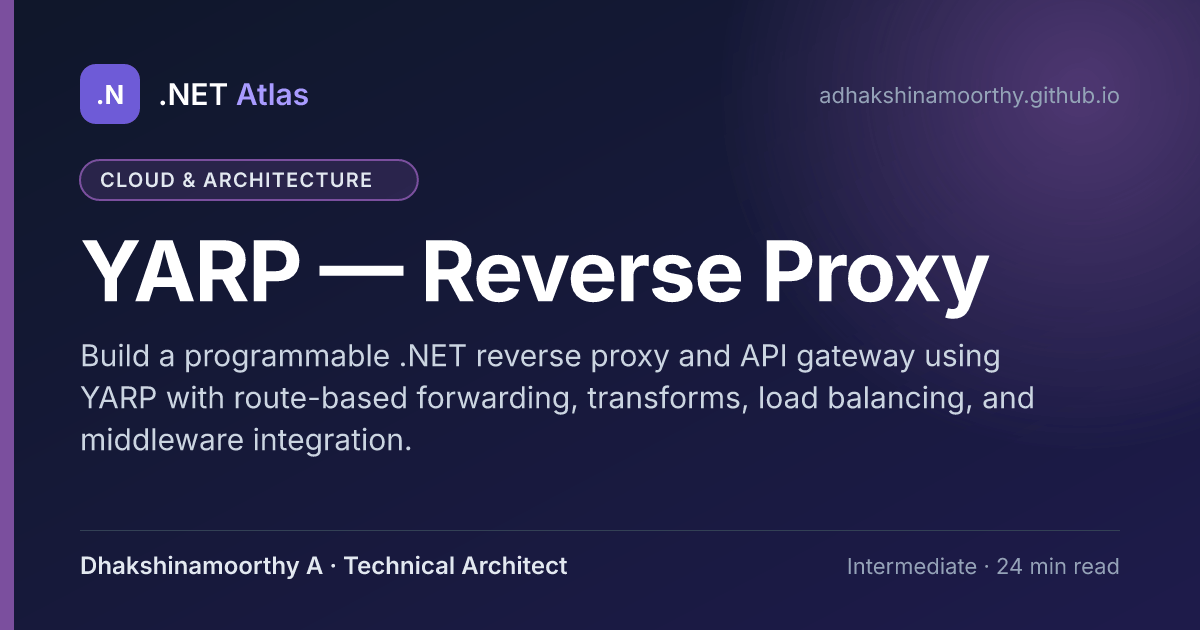 .N .NET Atlas
adhakshinamoorthy.github.io
CLOUD & ARCHITECTURE
YARP — Reverse Proxy
Build a programmable .NET reverse proxy and API gateway using
YARP with route-based forwarding, transforms, load balancing, and
middleware integration.
Dhakshinamoorthy A · Technical Architect
Intermediate · 24 min read